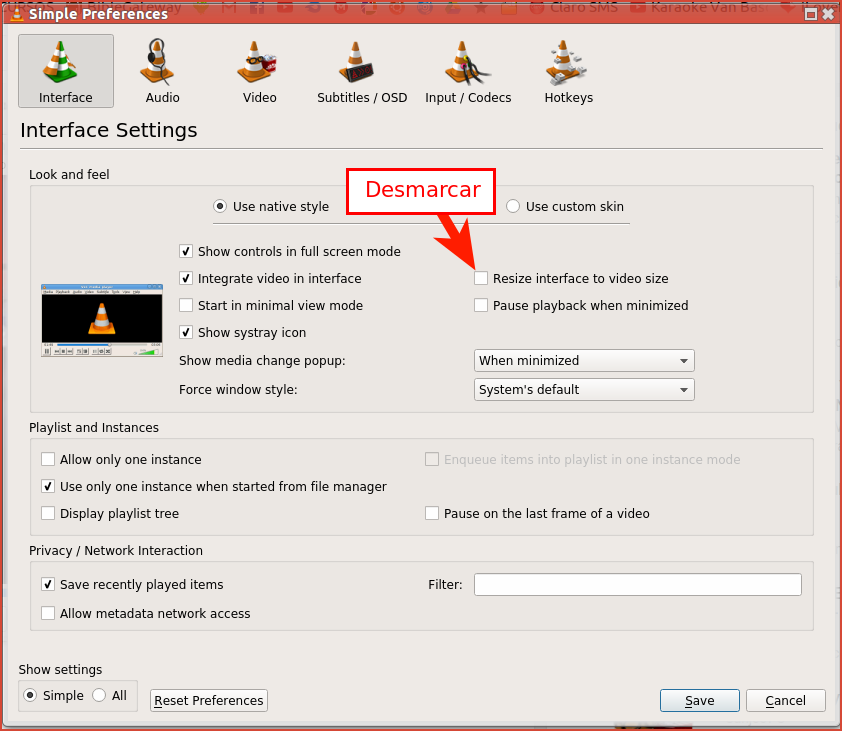 Simple Preferences
Interface
Audio
Video
Subtitles / OSD
Input / Codecs
Hotkeys
Interface Settings
Look and feel
Desmarcar
Use native style
Use custom skin
Show controls in full screen mode
Integrate video in interface
Resize interface to video size
Start in minimal view mode
Pause playback when minimized
Show systray icon
Show media change popup:
When minimized
Force window style:
System's default
Playlist and Instances
Allow only one instance
Enqueue items into playlist in one instance mode
Use only one instance when started from file manager
Display playlist tree
Pause on the last frame of a video
Privacy / Network Interaction
Save recently played items
Filter:
Allow metadata network access
Show settings
Simple
All
Reset Preferences
Save
Cancel